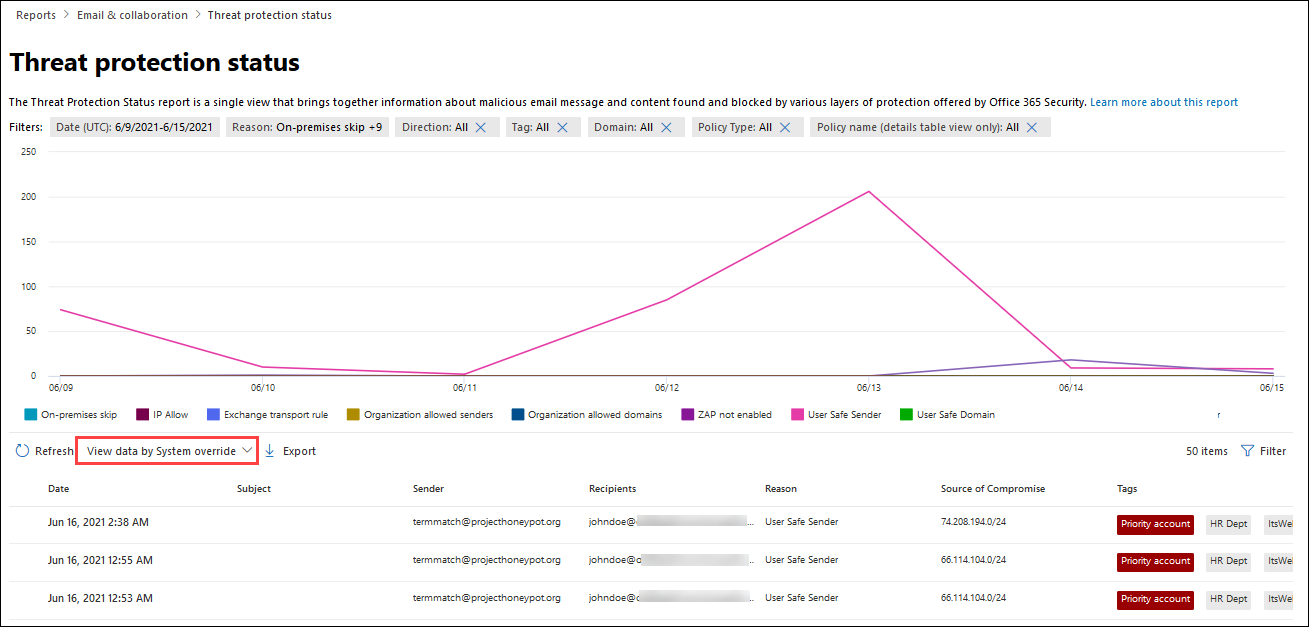 Reports > Email & collaboration > Threat protection status
Threat protection status
The Threat Protection Status report is a single view that brings together information about malicious email message and content found and blocked by various layers of protection offered by Office 365 Security. Learn more about this report
Filters: Date (UTC): 6/9/2021-6/15/2021 Reason: On-premises skip +9 Direction: All Tag: All Domain: All Policy Type: All Policy name (details table view only): All
250
200
150
100
50
0
06/09 06/10 06/11 06/12 06/13 06/14 06/15
On-premises skip IP Allow Exchange transport rule Organization allowed senders Organization allowed domains ZAP not enabled User Safe Sender User Safe Domain r
Refresh View data by System override Export 50 items Filter
Date Subject Sender Recipients Reason Source of Compromise Tags
Jun 16, 2021 2:38 AM termmatch@projecthoneypot.org johndoe@ ... User Safe Sender 74.208.194.0/24 Priority account HR Dept ItsWel
Jun 16, 2021 12:55 AM termmatch@projecthoneypot.org johndoe@o ... User Safe Sender 66.114.104.0/24 Priority account HR Dept ItsWel
Jun 16, 2021 12:53 AM termmatch@projecthoneypot.org johndoe@ ... User Safe Sender 66.114.104.0/24 Priority account HR Dept ItsWel